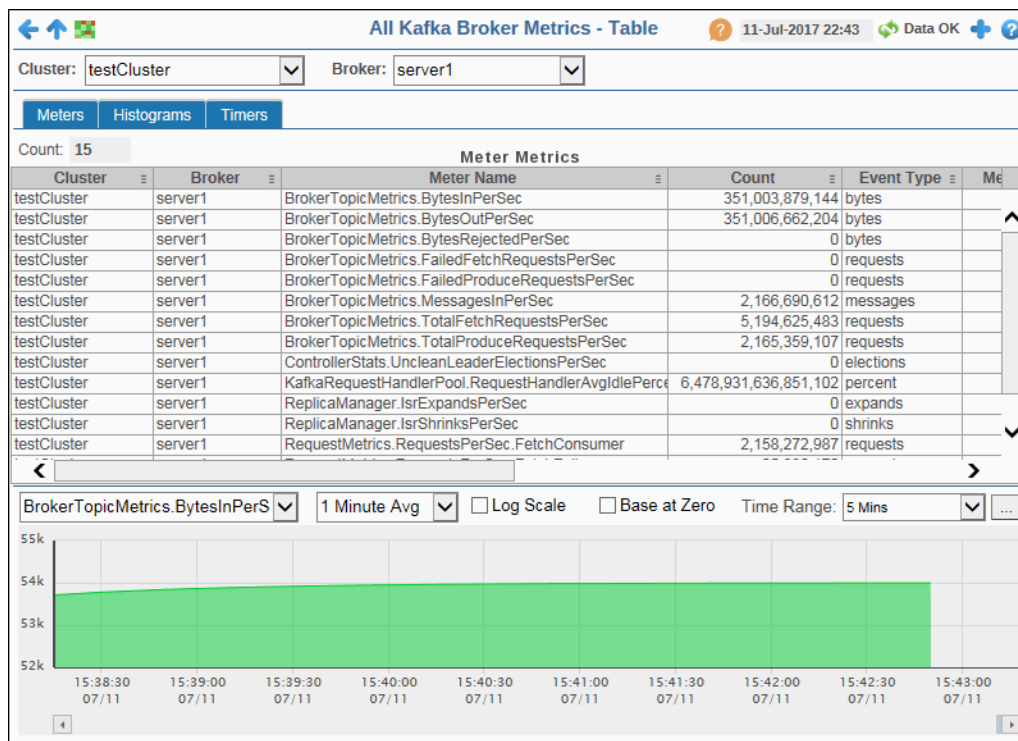 All Kafka Broker Metrics - Table ? 11-Jul-2017 22:43 Data OK ?
Cluster: testCluster Broker: server1
Meters Histograms Timers
Count: 15
Meter Metrics
Cluster Broker Meter Name Count Event Type Me
testCluster server1 BrokerTopicMetrics.BytesInPerSec 351,003,879,144 bytes
testCluster server1 BrokerTopicMetrics.BytesOutPerSec 351,006,662,204 bytes
testCluster server1 BrokerTopicMetrics.BytesRejectedPerSec 0 bytes
testCluster server1 BrokerTopicMetrics.FailedFetchRequestsPerSec 0 requests
testCluster server1 BrokerTopicMetrics.FailedProduceRequestsPerSec 0 requests
testCluster server1 BrokerTopicMetrics.MessagesInPerSec 2,166,690,612 messages
testCluster server1 BrokerTopicMetrics.TotalFetchRequestsPerSec 5,194,625,483 requests
testCluster server1 BrokerTopicMetrics.TotalProduceRequestsPerSec 2,165,359,107 requests
testCluster server1 ControllerStats.UncleanLeaderElectionsPerSec 0 elections
testCluster server1 KafkaRequestHandlerPool.RequestHandlerAvgIdlePerce 6,478,931,636,851,102 percent
testCluster server1 ReplicaManager.IsrExpandsPerSec 0 expands
testCluster server1 ReplicaManager.IsrShrinksPerSec 0 shrinks
testCluster server1 RequestMetrics.RequestsPerSec.FetchConsumer 2,158,272,987 requests
BrokerTopicMetrics.BytesInPerS 1 Minute Avg Log Scale Base at Zero Time Range: 5 Mins ...
55k
54k
53k
52k
15:38:30 15:39:00 15:39:30 15:40:00 15:40:30 15:41:00 15:41:30 15:42:00 15:42:30 15:43:00
07/11 07/11 07/11 07/11 07/11 07/11 07/11 07/11 07/11 07/11